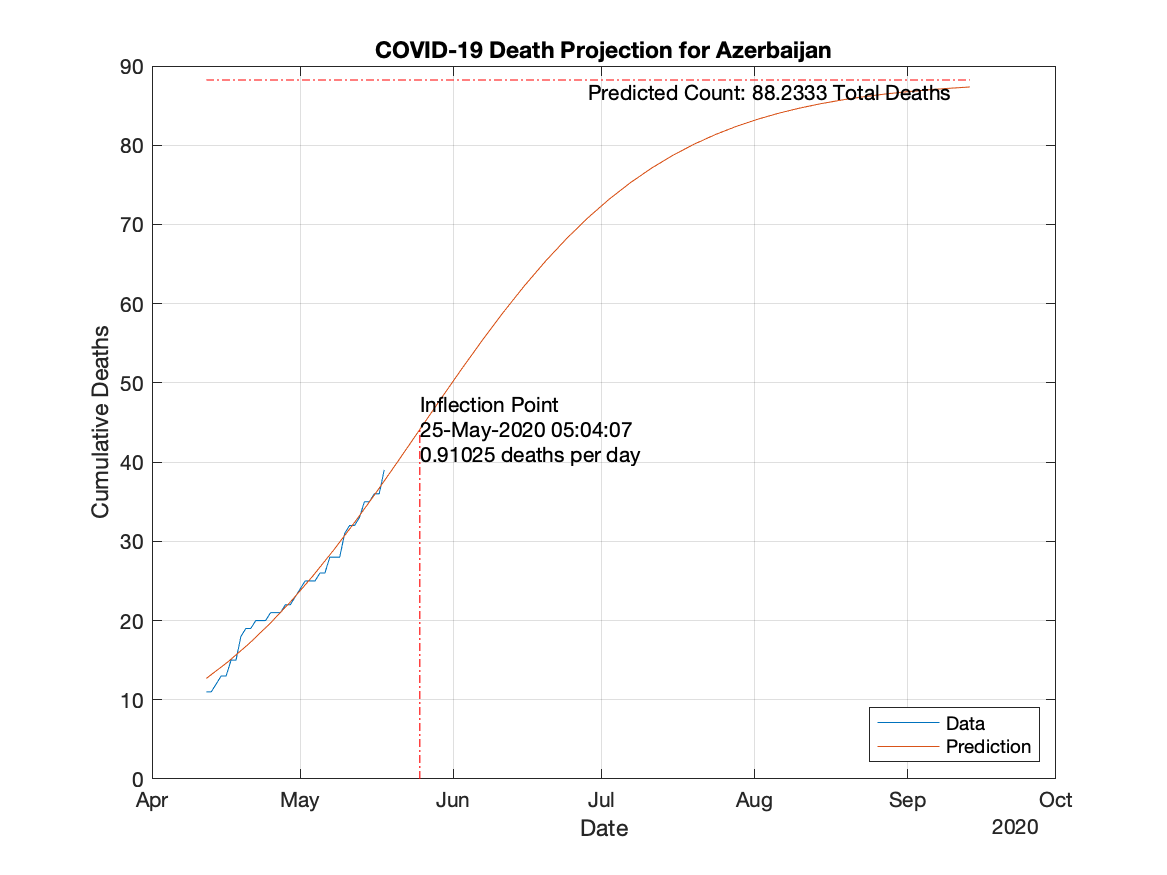 COVID-19 Death Projection for Azerbaijan
90
Predicted Count: 88.2333 Total Deaths
80
70
60
50
Inflection Point
25-May-2020 05:04:07
0.91025 deaths per day
40
30
20
10
0
Cumulative Deaths
Data
Prediction
Apr May Jun Jul Aug Sep Oct
Date
2020